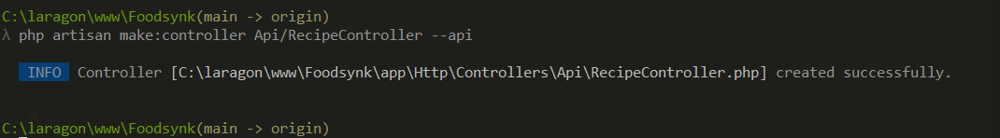 C:\laragon\www\Foodsynk(main -> origin)
λ php artisan make:controller Api/RecipeController --api
INFO Controller [C:\laragon\www\Foodsynk\app\Http\Controllers\Api\RecipeController.php] created successfully.
C:\laragon\www\Foodsynk(main -> origin)